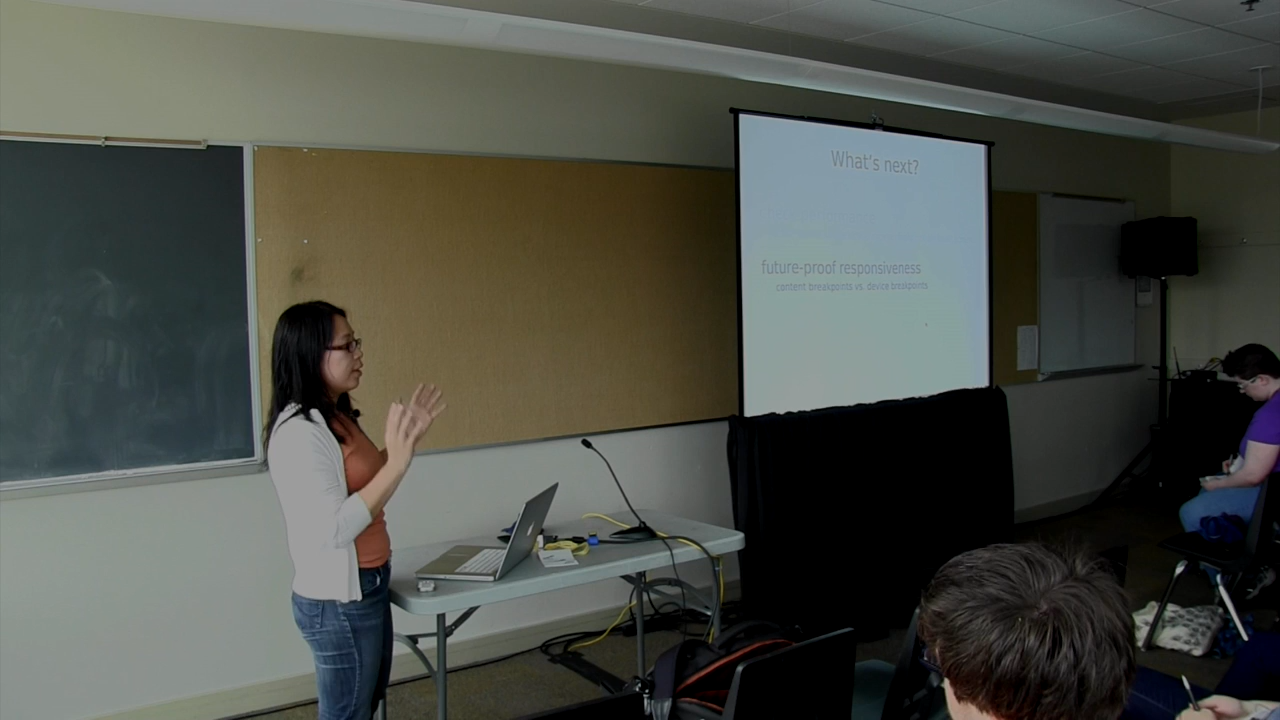 What's next?
future-proof responsiveness
content breakpoints vs. device breakpoints